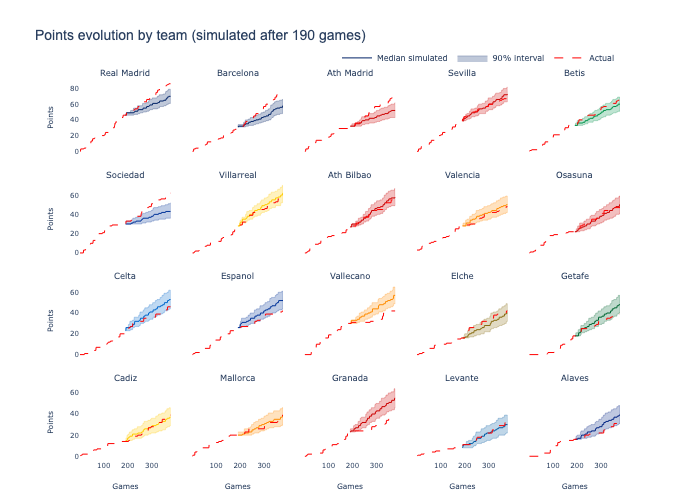 Points evolution by team (simulated after 190 games)
Median simulated 90% interval Actual
Real Madrid Barcelona Ath Madrid Sevilla Betis
80
60
40
20
0
Points
Sociedad Villarreal Ath Bilbao Valencia Osasuna
60
40
20
0
Points
Celta Espanol Vallecano Elche Getafe
60
40
20
0
Points
Cadiz Mallorca Granada Levante Alaves
60
40
20
0
Points
100 200 300 100 200 300 100 200 300 100 200 300 100 200 300
Games Games Games Games Games